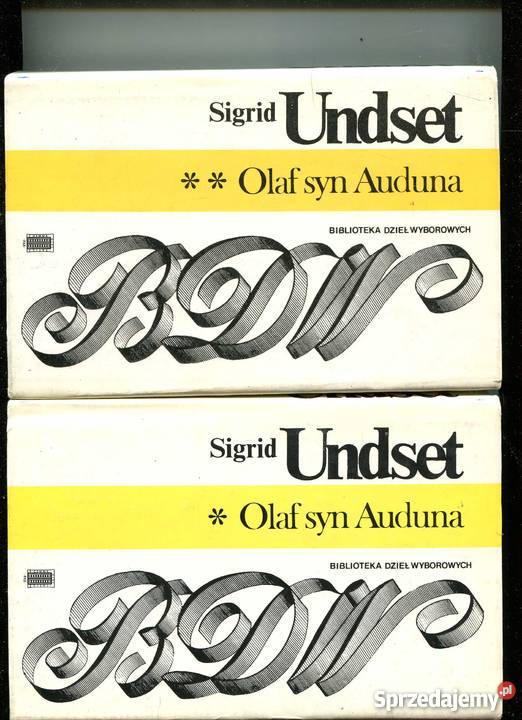 Sigrid Undset
** Olaf syn Auduna
BIBLIOTEKA DZIEŁ WYBOROWYCH
BDW
Sigrid Undset
* Olaf syn Auduna
BIBLIOTEKA DZIEŁ WYBOROWYCH
BDW
Sprzedajemy.pl